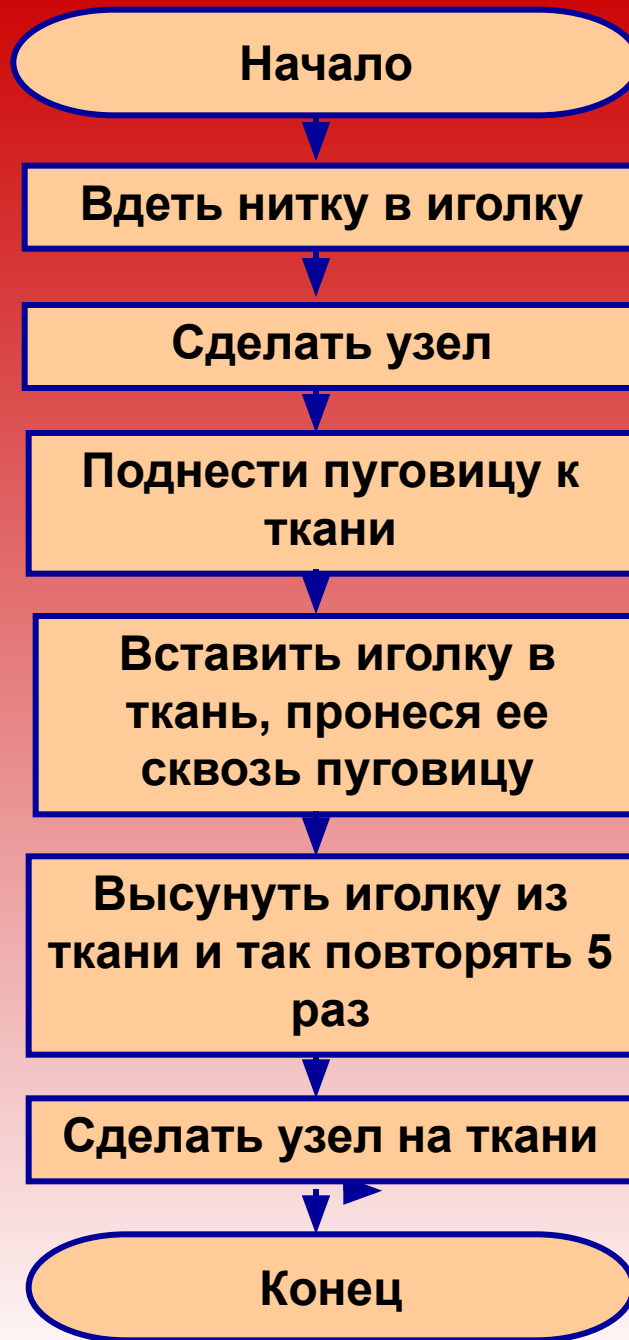 Начало
Вдеть нитку в иголку
Сделать узел
Поднести пуговицу к
ткани
Вставить иголку в
ткань, пронеся ее
сквозь пуговицу
Высунуть иголку из
ткани и так повторять 5
раз
Сделать узел на ткани
Конец